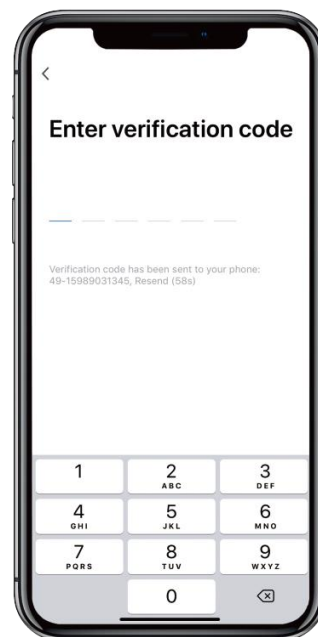 Enter verification code
Verification code has been sent to your phone:
49-15989031345, Resend (58s)
1
2
ABC
3
DEF
4
GHI
5
JKL
6
MNO
7
PQRS
8
TUV
9
WXYZ
0